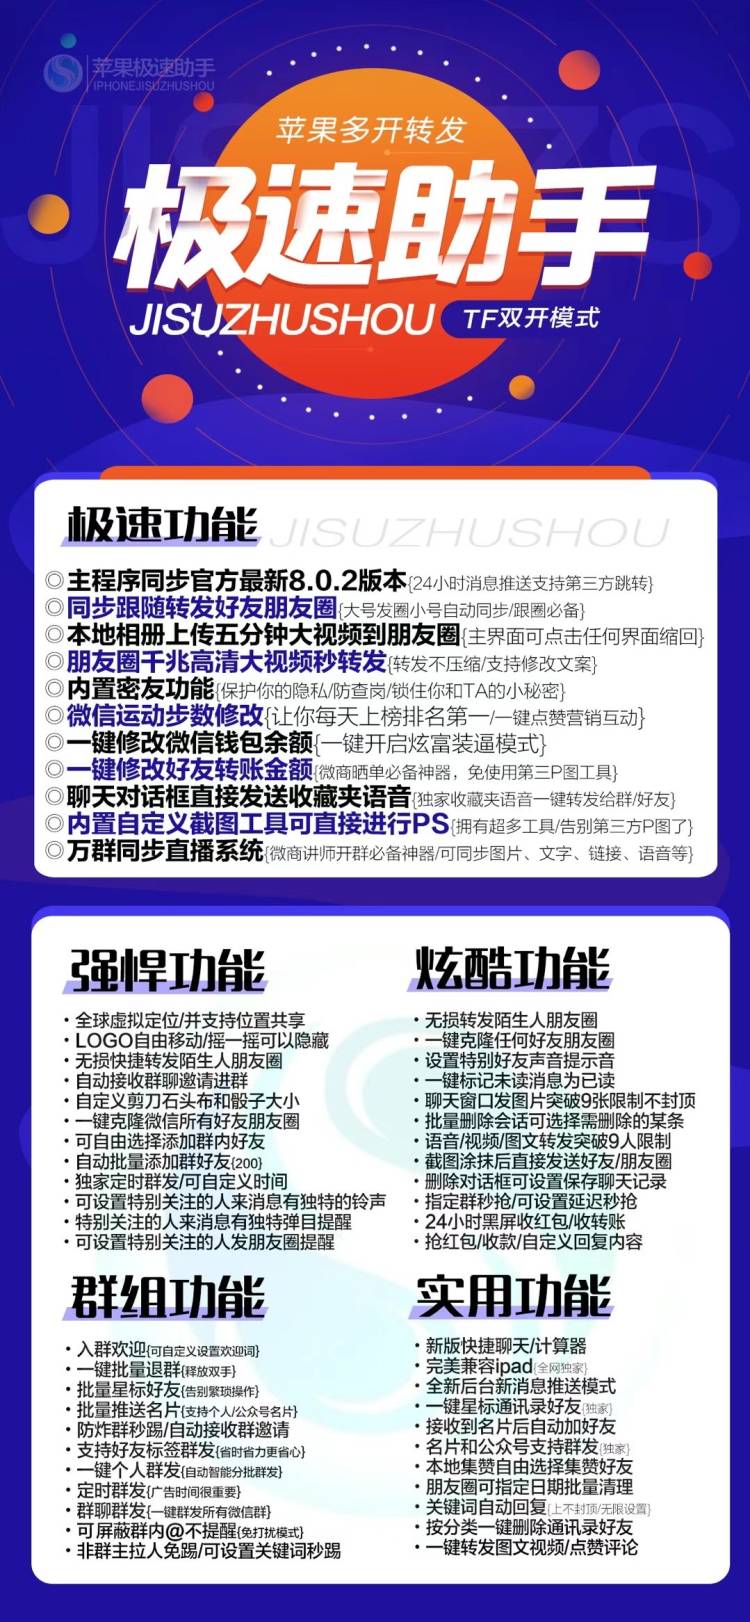 苹果极速助手
IPHONEJISUZHUSHOU
苹果多开转发
极速助手
JISUZHUSHOU
TF双开模式
极速功能
JISUZHUSHOU
◎主程序同步官方最新8.0.2版本{24小时消息推送支持第三方跳转}
◎同步跟随转发好友朋友圈{大号发圈小号自动同步/跟圈必备}
◎本地相册上传五分钟大视频到朋友圈{主界面可点击任何界面缩回}
◎朋友圈千兆高清大视频秒转发{转发不压缩/支持修改文案}
◎内置密友功能{保护你的隐私/防查岗/锁住你和TA的小秘密}
◎微信运动步数修改{让你每天上榜排名第一/一键点赞营销互动}
◎一键修改微信钱包余额{一键开启炫富装逼模式}
◎一键修改好友转账金额{微商晒单必备神器，免使用第三P图工具}
◎聊天对话框直接发送收藏夹语音{独家收藏夹语音一键转发给群/好友}
◎内置自定义截图工具可直接进行PS{拥有超多工具/告别第三方P图了}
◎万群同步直播系统{微商讲师开群必备神器/可同步图片、文字、链接、语音等}
强悍功能
·全球虚拟定位/并支持位置共享
·LOGO自由移动/摇一摇可以隐藏
·无损快捷转发陌生人朋友圈
·自动接收群聊邀请进群
·自定义剪刀石头布和骰子大小
·一键克隆微信所有好友朋友圈
·可自由选择添加群内好友
·自动批量添加群好友{200}
·独家定时群发/可自定义时间
·可设置特别关注的人来消息有独特的铃声
·特别关注的人来消息有独特弹目提醒
·可设置特别关注的人发朋友圈提醒
炫酷功能
·无损转发陌生人朋友圈
·一键克隆任何好友朋友圈
·设置特别好友声音提示音
·一键标记未读消息为已读
·聊天窗口发图片突破9张限制不封顶
·批量删除会话可选择需删除的某条
·语音/视频/图文转发突破9人限制
·截图涂抹后直接发送好友/朋友圈
·删除对话框可设置保存聊天记录
·指定群秒抢/可设置延迟秒抢
·24小时黑屏收红包/收转账
·抢红包/收款/自定义回复内容
群组功能
·入群欢迎{可自定义设置欢迎词}
·一键批量退群{释放双手}
·批量星标好友{告别繁琐操作}
·批量推送名片{支持个人/公众号名片}
·防炸群秒踢/自动接收群邀请
·支持好友标签群发{省时省力更省心}
·一键个人群发{自动智能分批群发}
·定时群发{广告时间很重要}
·群聊群发{一键群发所有微信群}
·可屏蔽群内@不提醒{免打扰模式}
·非群主拉人免踢/可设置关键词秒踢
实用功能
·新版快捷聊天/计算器
·完美兼容ipad{全网独家}
·全新后台新消息推送模式
·一键星标通讯录好友{独家}
·接收到名片后自动加好友
·名片和公众号支持群发{独家}
·本地集赞自由选择集赞好友
·朋友圈可指定日期批量清理
·关键词自动回复{上不封顶/无限设置}
·按分类一键删除通讯录好友
·一键转发图文视频/点赞评论